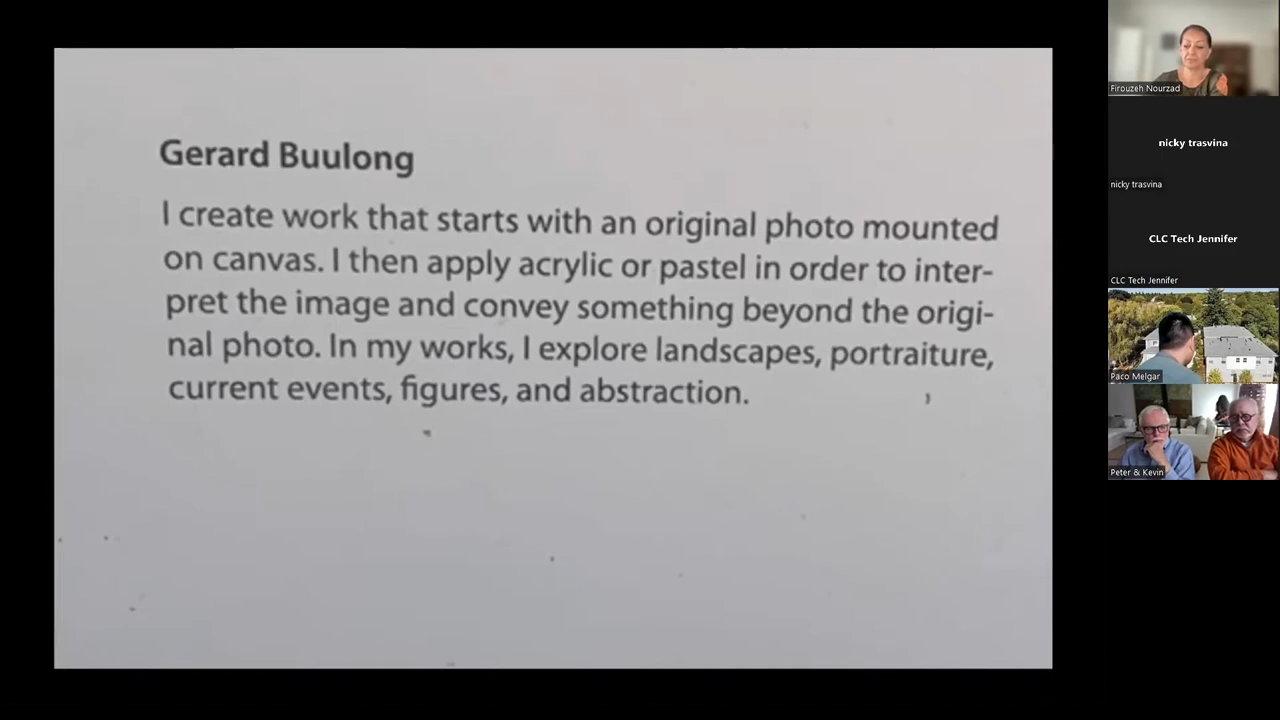 Gerard Buulong
I create work that starts with an original photo mounted
on canvas. I then apply acrylic or pastel in order to inter-
pret the image and convey something beyond the origi-
nal photo. In my works, I explore landscapes, portraiture,
current events, figures, and abstraction.
Firouzeh Nourzad
nicky trasvina
nicky trasvina
CLC Tech Jennifer
CLC Tech Jennifer
Paco Melgar
Peter & Kevin